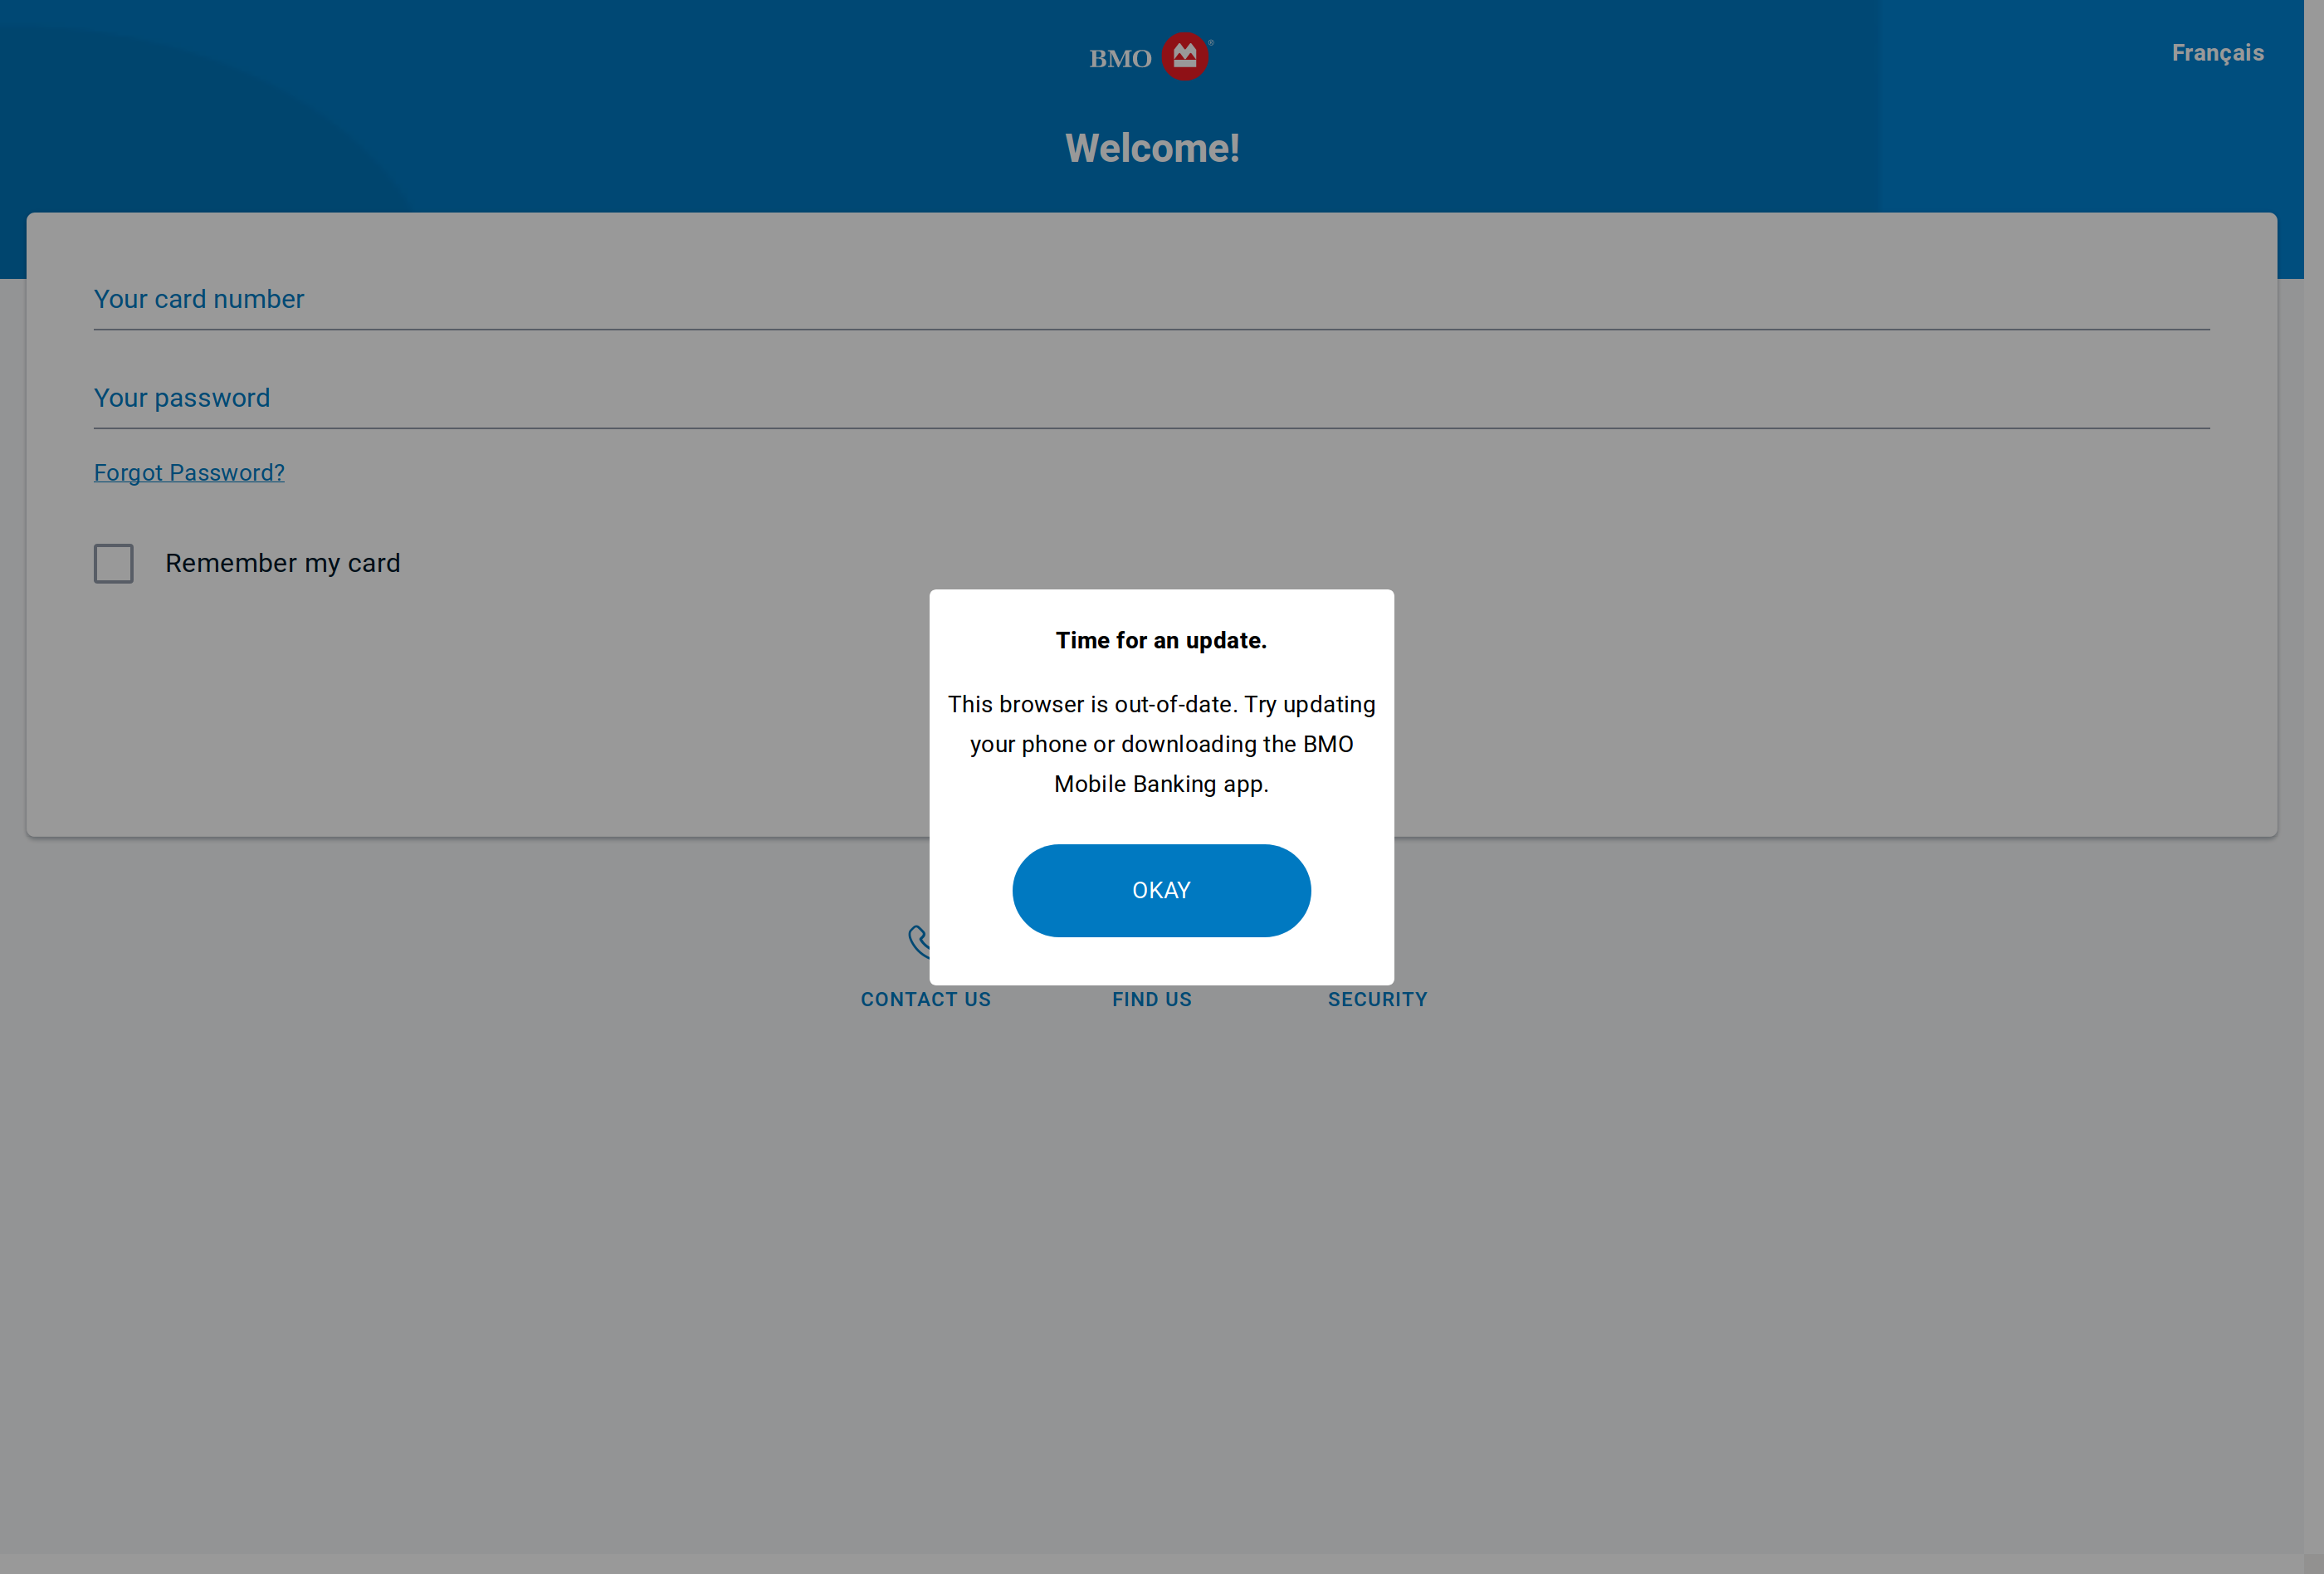 BMO ®
Français
Welcome!
Your card number
Your password
Forgot Password?
Remember my card
Time for an update.
This browser is out-of-date. Try updating
your phone or downloading the BMO
Mobile Banking app.
OKAY
CONTACT US
FIND US
SECURITY